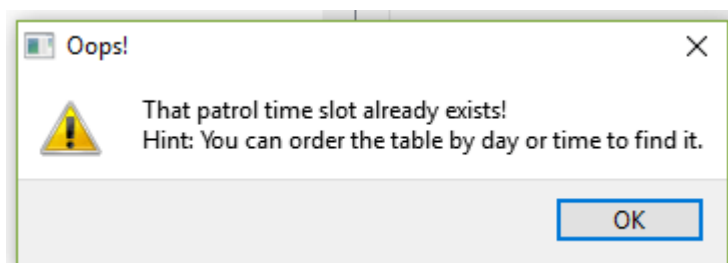 Oops!
That patrol time slot already exists!
Hint: You can order the table by day or time to find it.
OK